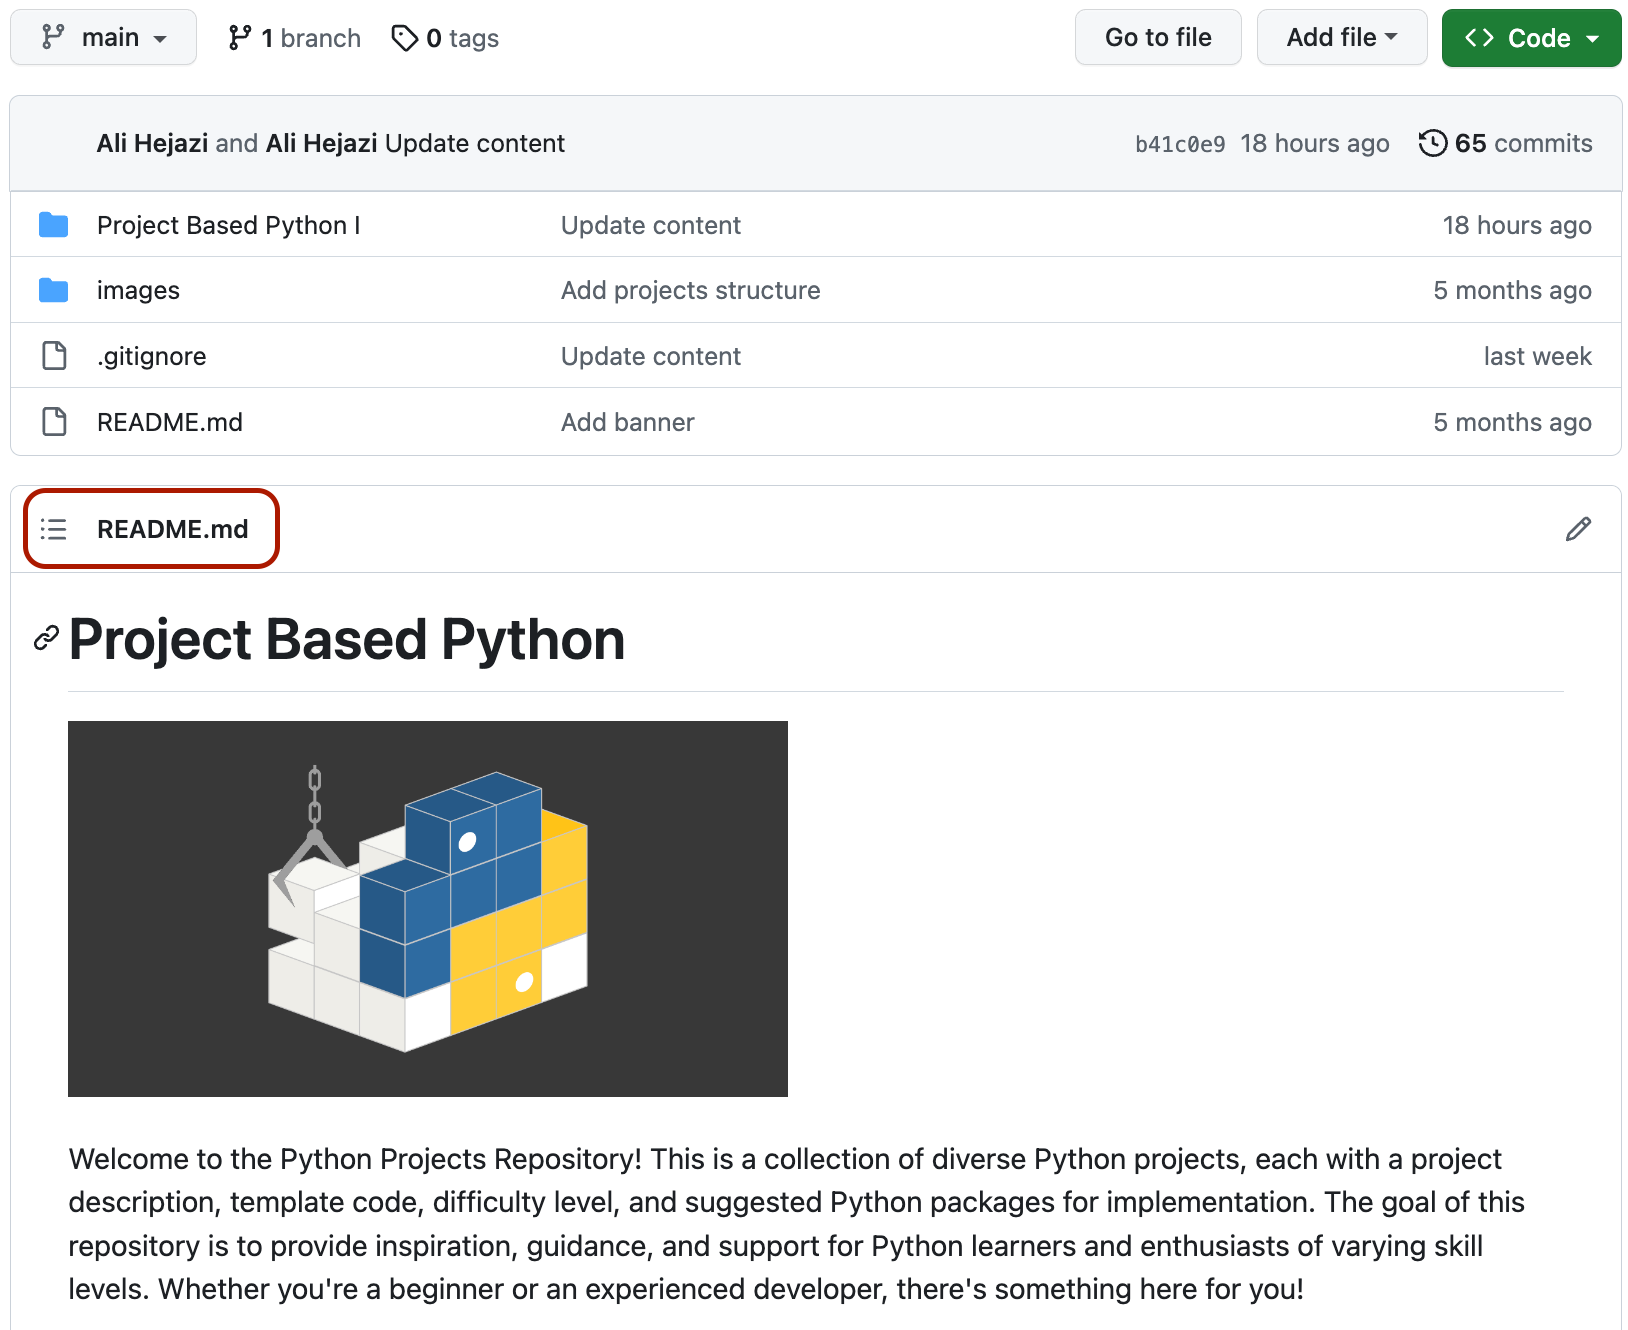 main 1 branch 0 tags Go to file Add file Code
Ali Hejazi and Ali Hejazi Update content b41c0e9 18 hours ago 65 commits
Project Based Python I Update content 18 hours ago
images Add projects structure 5 months ago
.gitignore Update content last week
README.md Add banner 5 months ago
README.md
Project Based Python
Welcome to the Python Projects Repository! This is a collection of diverse Python projects, each with a project
description, template code, difficulty level, and suggested Python packages for implementation. The goal of this
repository is to provide inspiration, guidance, and support for Python learners and enthusiasts of varying skill
levels. Whether you're a beginner or an experienced developer, there's something here for you!